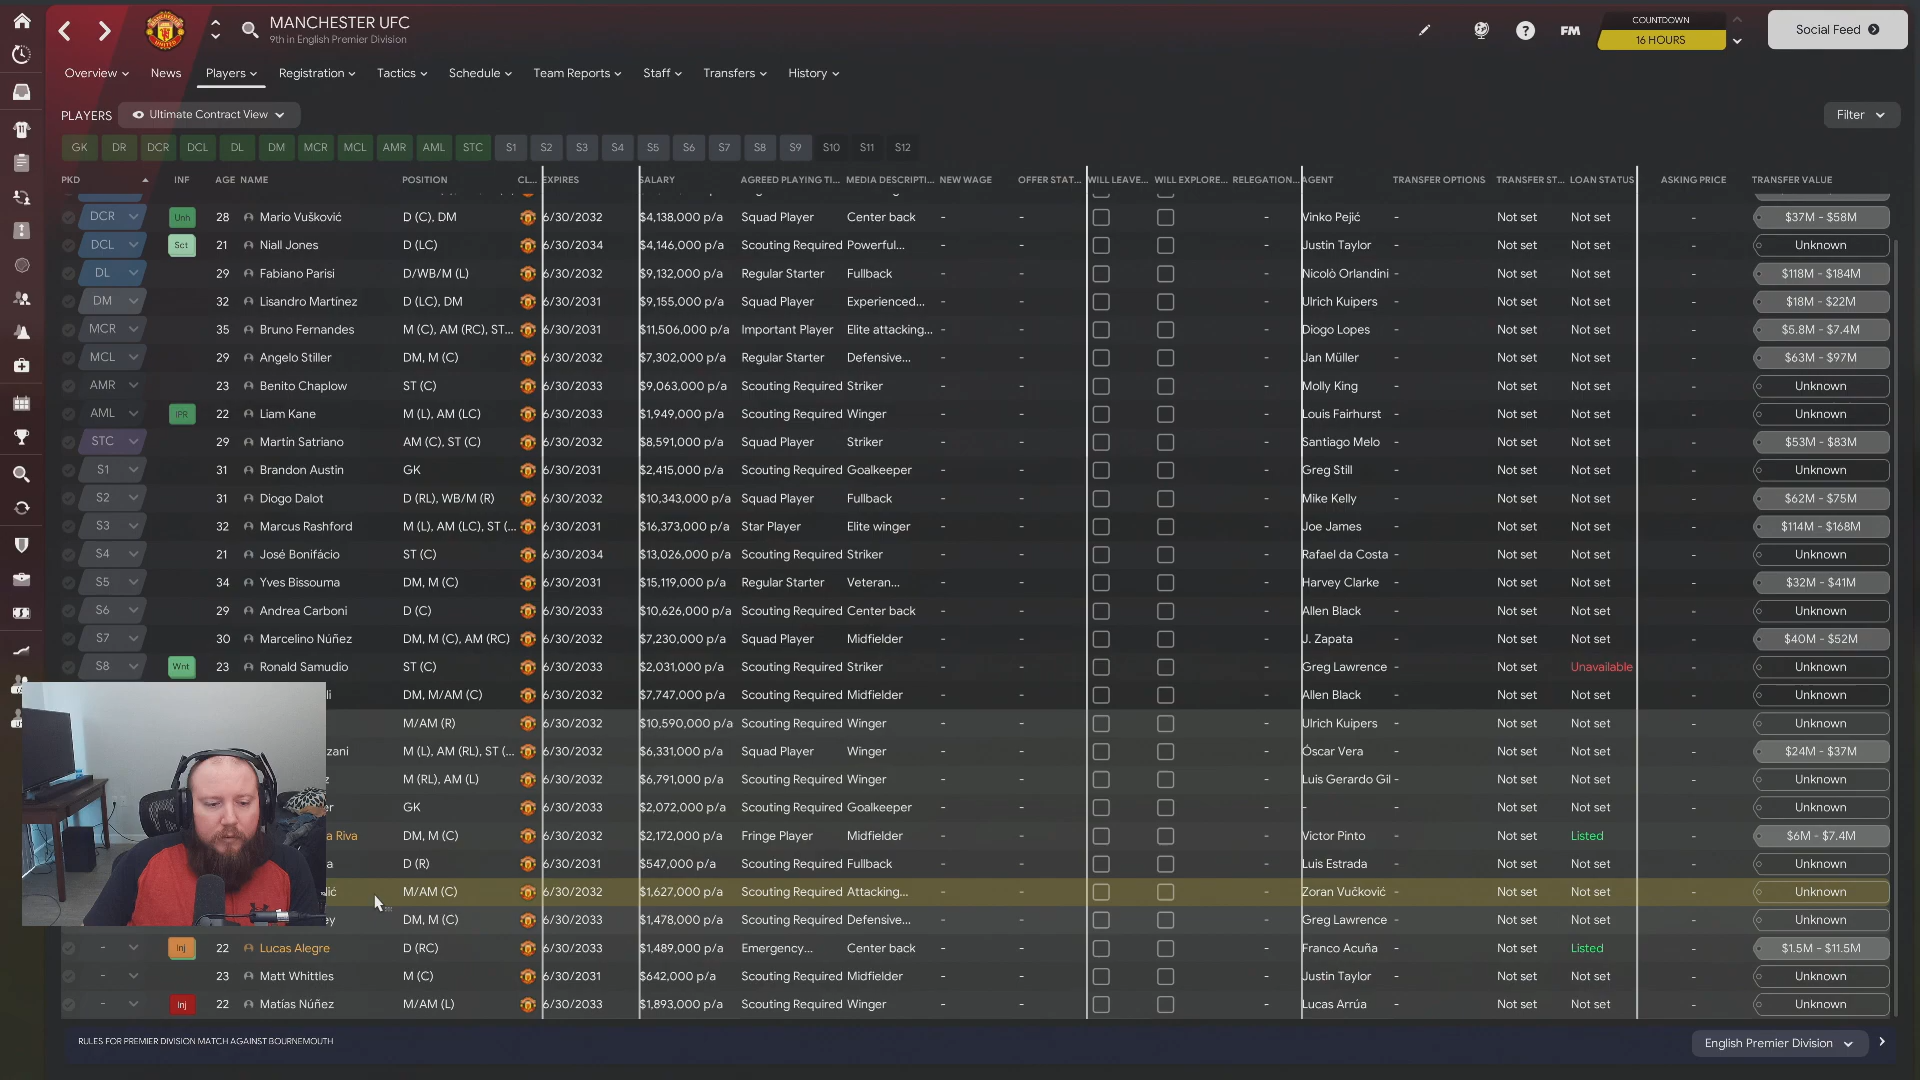 MANCHESTER UFC
9th in English Premier Division
FM
COUNTDOWN
16 HOURS
Social Feed
Overview News Players Registration Tactics Schedule Team Reports Staff Transfers History
PLAYERS Ultimate Contract View Filter
GK DR DCR DCL DL DM MCR MCL AMR AML STC S1 S2 S3 S4 S5 S6 S7 S8 S9 S10 S11 S12
PKD INF AGE NAME POSITION CL... EXPIRES SALARY AGREED PLAYING TI... MEDIA DESCRIPTI... NEW WAGE OFFER STAT... WILL LEAVE... WILL EXPLORE... RELEGATION... AGENT TRANSFER OPTIONS TRANSFER ST... LOAN STATUS ASKING PRICE TRANSFER VALUE
DCR Unh 28 Mario Vušković D (C), DM 6/30/2032 $4,138,000 p/a Squad Player Center back - - - Vinko Pejić - Not set Not set - $37M - $58M
DCL Sct 21 Niall Jones D (LC) 6/30/2034 $4,146,000 p/a Scouting Required Powerful... - - - Justin Taylor - Not set Not set - Unknown
DL 29 Fabiano Parisi D/WB/M (L) 6/30/2032 $9,132,000 p/a Regular Starter Fullback - - - Nicolò Orlandini - Not set Not set - $118M - $184M
DM 32 Lisandro Martínez D (LC), DM 6/30/2031 $9,155,000 p/a Squad Player Experienced... - - - Ulrich Kuipers - Not set Not set - $18M - $22M
MCR 35 Bruno Fernandes M (C), AM (RC), ST... 6/30/2031 $11,506,000 p/a Important Player Elite attacking... - - - Diogo Lopes - Not set Not set - $5.8M - $7.4M
MCL 29 Angelo Stiller DM, M (C) 6/30/2032 $7,302,000 p/a Regular Starter Defensive... - - - Jan Müller - Not set Not set - $63M - $97M
AMR 23 Benito Chaplow ST (C) 6/30/2033 $9,063,000 p/a Scouting Required Striker - - - Molly King - Not set Not set - Unknown
AML IPR 22 Liam Kane M (L), AM (LC) 6/30/2033 $1,949,000 p/a Scouting Required Winger - - - Louis Fairhurst - Not set Not set - Unknown
STC 29 Martín Satriano AM (C), ST (C) 6/30/2032 $8,591,000 p/a Squad Player Striker - - - Santiago Melo - Not set Not set - $53M - $83M
S1 31 Brandon Austin GK 6/30/2031 $2,415,000 p/a Scouting Required Goalkeeper - - - Greg Still - Not set Not set - Unknown
S2 31 Diogo Dalot D (RL), WB/M (R) 6/30/2032 $10,343,000 p/a Squad Player Fullback - - - Mike Kelly - Not set Not set - $62M - $75M
S3 32 Marcus Rashford M (L), AM (LC), ST (... 6/30/2031 $16,373,000 p/a Star Player Elite winger - - - Joe James - Not set Not set - $114M - $168M
S4 21 José Bonifácio ST (C) 6/30/2034 $13,026,000 p/a Scouting Required Striker - - - Rafael da Costa - Not set Not set - Unknown
S5 34 Yves Bissouma DM, M (C) 6/30/2031 $15,119,000 p/a Regular Starter Veteran... - - - Harvey Clarke - Not set Not set - $32M - $41M
S6 29 Andrea Carboni D (C) 6/30/2033 $10,626,000 p/a Scouting Required Center back - - - Allen Black - Not set Not set - Unknown
S7 30 Marcelino Núñez DM, M (C), AM (RC) 6/30/2032 $7,230,000 p/a Squad Player Midfielder - - - J. Zapata - Not set Not set - $40M - $52M
S8 Wnt 23 Ronald Samudio ST (C) 6/30/2033 $2,031,000 p/a Scouting Required Striker - - - Greg Lawrence - Not set Unavailable - Unknown
li DM, M/AM (C) 6/30/2032 $7,747,000 p/a Scouting Required Midfielder - - - Allen Black - Not set Not set - Unknown
M/AM (R) 6/30/2032 $10,590,000 p/a Scouting Required Winger - - - Ulrich Kuipers - Not set Not set - Unknown
zani M (L), AM (RL), ST (... 6/30/2032 $6,331,000 p/a Squad Player Winger - - - Óscar Vera - Not set Not set - $24M - $37M
z M (RL), AM (L) 6/30/2032 $6,791,000 p/a Scouting Required Winger - - - Luis Gerardo Gil - Not set Not set - Unknown
er GK 6/30/2033 $2,072,000 p/a Scouting Required Goalkeeper - - - - - Not set Not set - Unknown
a Riva DM, M (C) 6/30/2032 $2,172,000 p/a Fringe Player Midfielder - - - Victor Pinto - Not set Listed - $6M - $7.4M
a D (R) 6/30/2031 $547,000 p/a Scouting Required Fullback - - - Luis Estrada - Not set Not set - Unknown
ić M/AM (C) 6/30/2032 $1,627,000 p/a Scouting Required Attacking... - - - Zoran Vučković - Not set Not set - Unknown
ey DM, M (C) 6/30/2033 $1,478,000 p/a Scouting Required Defensive... - - - Greg Lawrence - Not set Not set - Unknown
- Inj 22 Lucas Alegre D (RC) 6/30/2033 $1,489,000 p/a Emergency... Center back - - - Franco Acuña - Not set Listed - $1.5M - $11.5M
- 23 Matt Whittles M (C) 6/30/2031 $642,000 p/a Scouting Required Midfielder - - - Justin Taylor - Not set Not set - Unknown
- Inj 22 Matías Núñez M/AM (L) 6/30/2033 $1,893,000 p/a Scouting Required Winger - - - Lucas Arrúa - Not set Not set - Unknown
RULES FOR PREMIER DIVISION MATCH AGAINST BOURNEMOUTH
English Premier Division